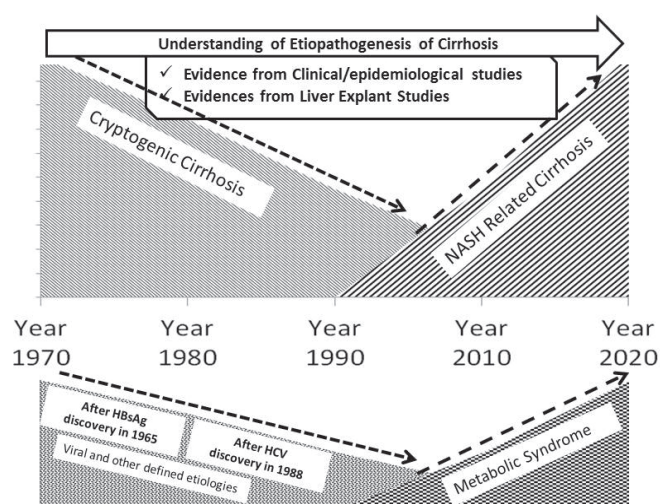 Understanding of Etiopathogenesis of Cirrhosis
✓ Evidence from Clinical/epidemiological studies
✓ Evidences from Liver Explant Studies
Cryptogenic Cirrhosis
NASH Related Cirrhosis
Year
1970
Year
1980
Year
1990
Year
2010
Year
2020
After HBsAg
discovery in 1965
After HCV
discovery in 1988
Viral and other defined etiologies
Metabolic Syndrome